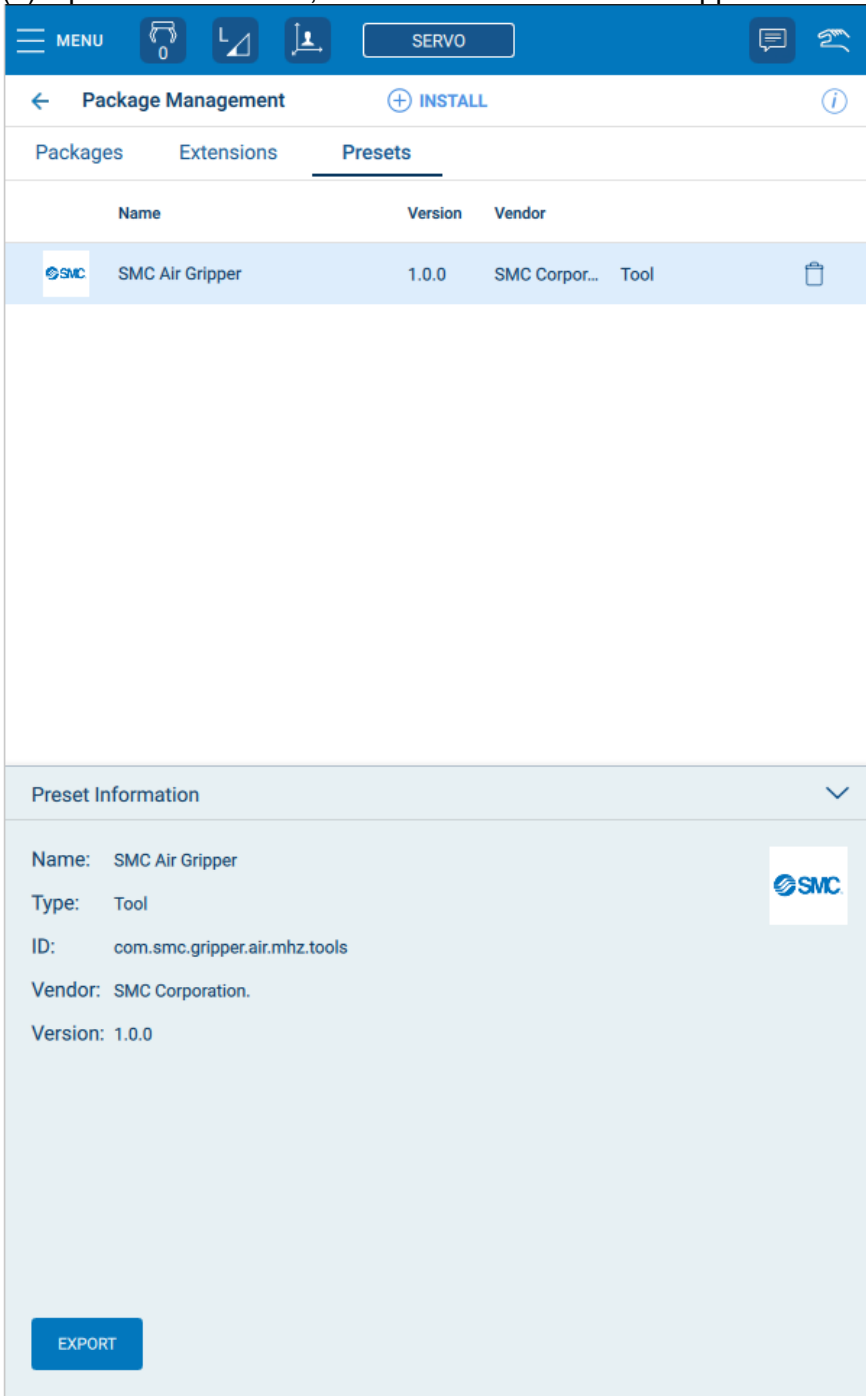 MENU
0
L
SERVO
Package Management
INSTALL
i
Packages Extensions Presets
Name Version Vendor
SMC SMC Air Gripper 1.0.0 SMC Corpor... Tool
Preset Information
Name: SMC Air Gripper
SMC
Type: Tool
ID: com.smc.gripper.air.mhz.tools
Vendor: SMC Corporation.
Version: 1.0.0
EXPORT